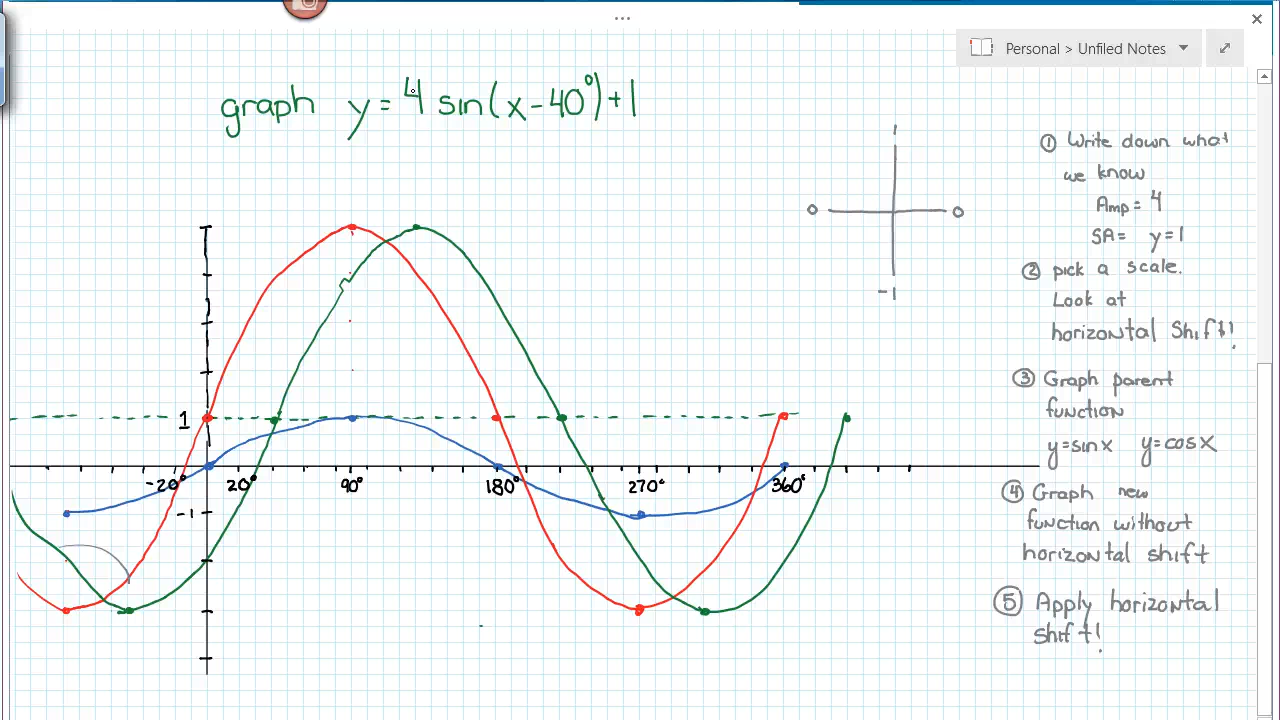 ...
Personal > Unfiled Notes
graph y = 4 sin(x - 40°) + 1
1
0 0
-1
① Write down what
we know
Amp = 4
SA = y = 1
② pick a scale.
Look at
horizontal shift!
③ Graph parent
function
y = sin x y = cos x
④ Graph new
function without
horizontal shift
⑤ Apply horizontal
shift!
1
-20° 20° 90° 180° 270° 360°
-1